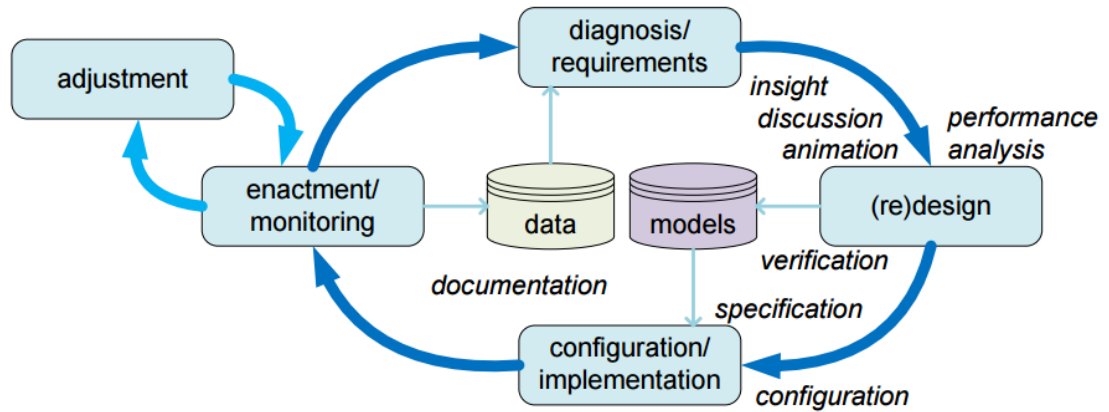 diagnosis/
requirements
adjustment
insight
discussion
animation
performance
analysis
enactment/
monitoring
data
models
(re)design
verification
documentation
specification
configuration/
implementation
configuration